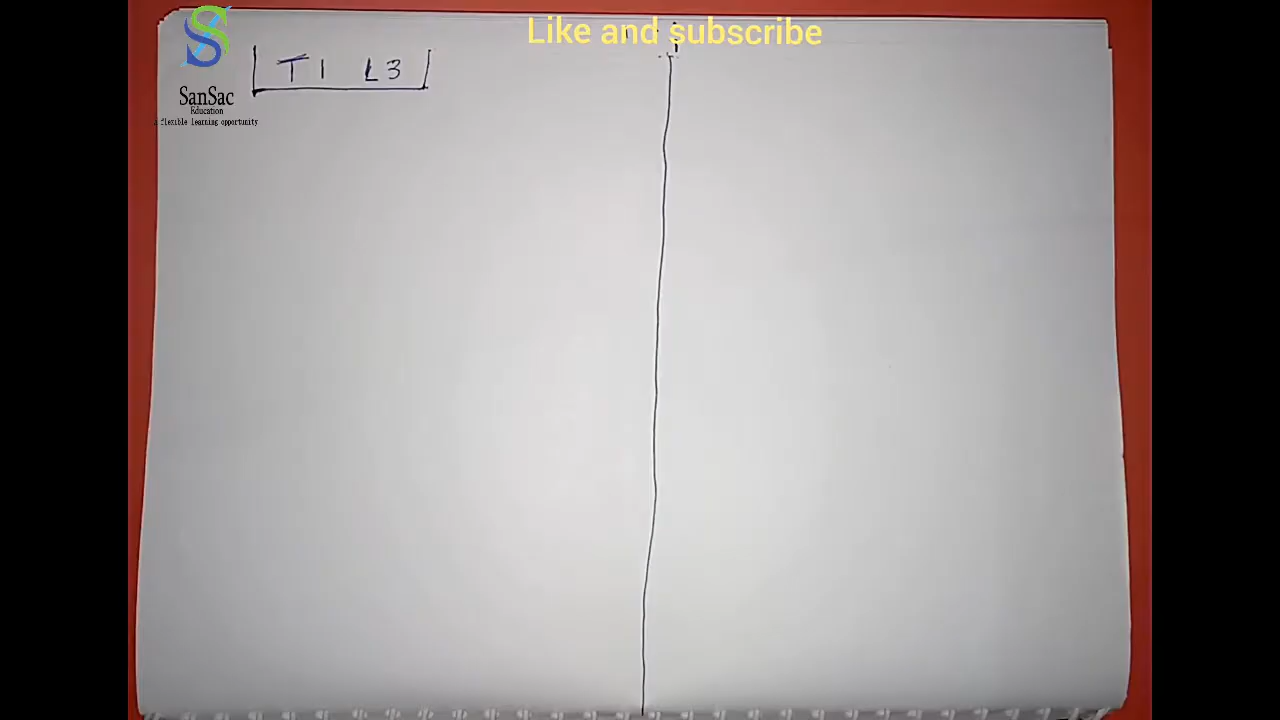 Like and subscribe
T1 L3
SanSac
Education
A flexible learning opportunity